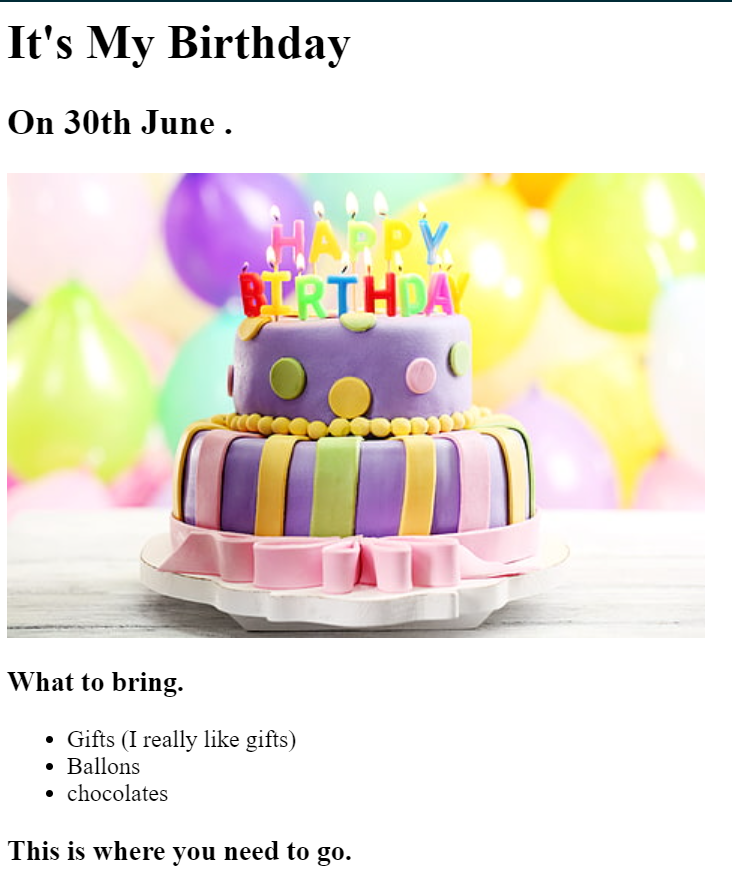 It's My Birthday
On 30th June .
HAPPY
BIRTHDAY
What to bring.
Gifts (I really like gifts)
Ballons
chocolates
This is where you need to go.